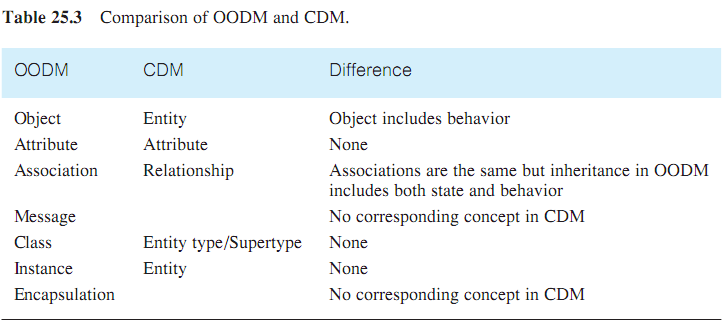 Table 25.3 Comparison of OODM and CDM.
OODM CDM Difference
Object Entity Object includes behavior
Attribute Attribute None
Association Relationship Associations are the same but inheritance in OODM
includes both state and behavior
Message No corresponding concept in CDM
Class Entity type/Supertype None
Instance Entity None
Encapsulation No corresponding concept in CDM